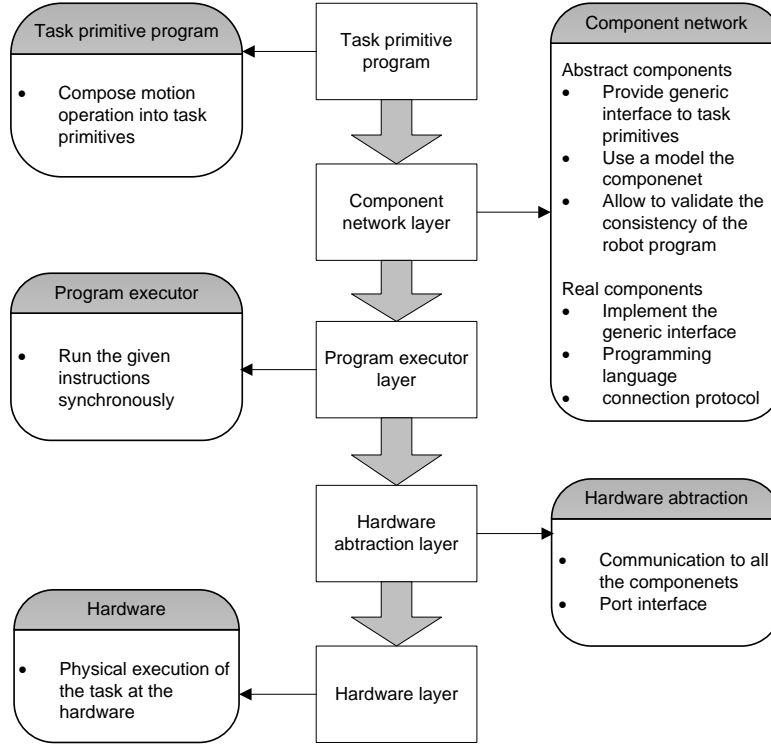 Task primitive program
• Compose motion
operation into task
primitives
Task primitive
program
Component network
Abstract components
• Provide generic
interface to task
primitives
• Use a model the
componenet
• Allow to validate the
consistency of the
robot program
Real components
• Implement the
generic interface
• Programming
language
• connection protocol
Component
network layer
Program executor
• Run the given
instructions
synchronously
Program executor
layer
Hardware
abtraction layer
Hardware abtraction
• Communication to all
the componenets
• Port interface
Hardware
• Physical execution of
the task at the
hardware
Hardware layer